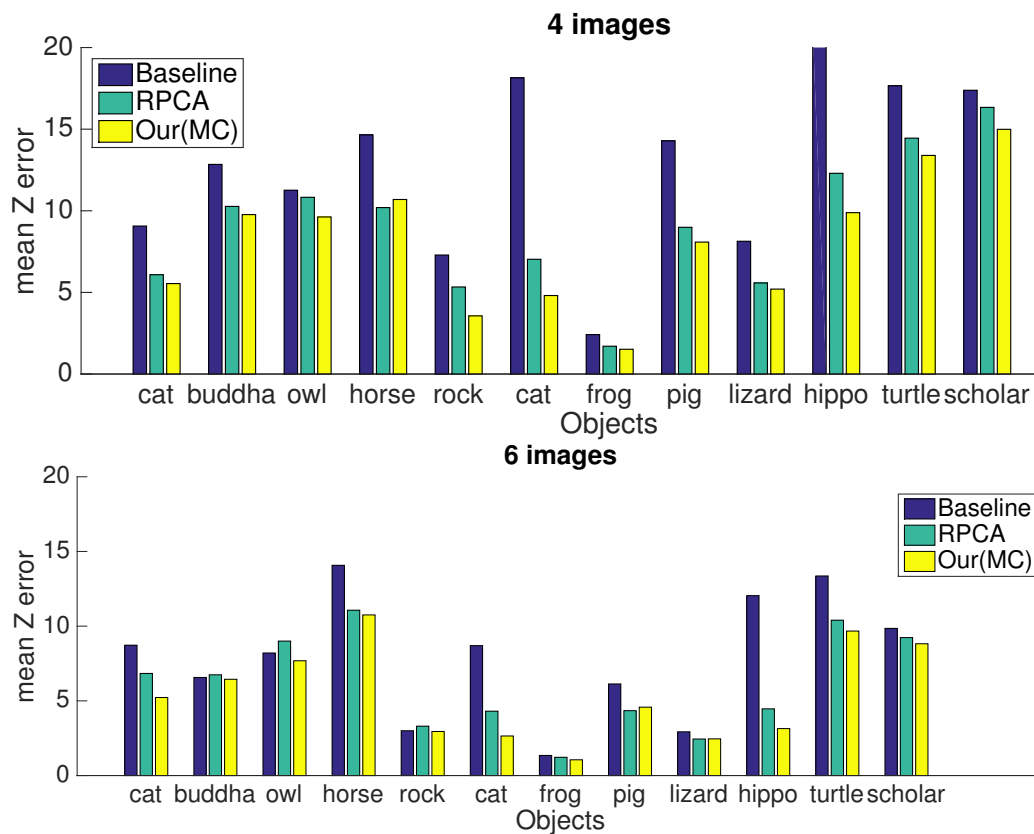 4 images
20
15
10
5
0
mean Z error
Baseline
RPCA
Our(MC)
cat buddha owl horse rock cat frog pig lizard hippo turtle scholar
Objects
6 images
20
15
10
5
0
mean Z error
Baseline
RPCA
Our(MC)
cat buddha owl horse rock cat frog pig lizard hippo turtle scholar
Objects